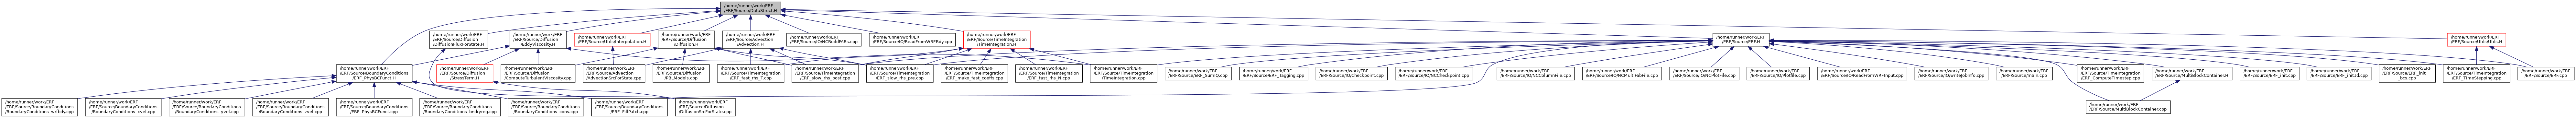 /home/runner/work/ERF
/ERF/Source/DataStruct.H
/home/runner/work/ERF
/ERF/Source/Diffusion
/DiffusionFluxForState.H
/home/runner/work/ERF
/ERF/Source/Diffusion
/EddyViscosity.H
/home/runner/work/ERF
/ERF/Source/Utils/Interpolation.H
/home/runner/work/ERF
/ERF/Source/Diffusion
/Diffusion.H
/home/runner/work/ERF
/ERF/Source/Advection
/Advection.H
/home/runner/work/ERF
/ERF/Source/IO/NCBuildFABs.cpp
/home/runner/work/ERF
/ERF/Source/IO/ReadFromWRFBdy.cpp
/home/runner/work/ERF
/ERF/Source/TimeIntegration
/TimeIntegration.H
/home/runner/work/ERF
/ERF/Source/ERF.H
/home/runner/work/ERF
/ERF/Source/Utils/Utils.H
/home/runner/work/ERF
/ERF/Source/BoundaryConditions
/ERF_PhysBCFunct.H
/home/runner/work/ERF
/ERF/Source/Diffusion
/StressTerm.H
/home/runner/work/ERF
/ERF/Source/Diffusion
/ComputeTurbulentViscosity.cpp
/home/runner/work/ERF
/ERF/Source/Advection
/AdvectionSrcForState.cpp
/home/runner/work/ERF
/ERF/Source/Diffusion
/PBLModels.cpp
/home/runner/work/ERF
/ERF/Source/TimeIntegration
/ERF_fast_rhs_T.cpp
/home/runner/work/ERF
/ERF/Source/TimeIntegration
/ERF_slow_rhs_post.cpp
/home/runner/work/ERF
/ERF/Source/TimeIntegration
/ERF_slow_rhs_pre.cpp
/home/runner/work/ERF
/ERF/Source/TimeIntegration
/ERF_make_fast_coeffs.cpp
/home/runner/work/ERF
/ERF/Source/TimeIntegration
/ERF_fast_rhs_N.cpp
/home/runner/work/ERF
/ERF/Source/TimeIntegration
/TimeIntegration.cpp
/home/runner/work/ERF
/ERF/Source/ERF_SumIQ.cpp
/home/runner/work/ERF
/ERF/Source/ERF_Tagging.cpp
/home/runner/work/ERF
/ERF/Source/IO/Checkpoint.cpp
/home/runner/work/ERF
/ERF/Source/IO/NCCheckpoint.cpp
/home/runner/work/ERF
/ERF/Source/IO/NCColumnFile.cpp
/home/runner/work/ERF
/ERF/Source/IO/NCMultiFabFile.cpp
/home/runner/work/ERF
/ERF/Source/IO/NCPlotFile.cpp
/home/runner/work/ERF
/ERF/Source/IO/Plotfile.cpp
/home/runner/work/ERF
/ERF/Source/IO/ReadFromWRFInput.cpp
/home/runner/work/ERF
/ERF/Source/IO/writeJobInfo.cpp
/home/runner/work/ERF
/ERF/Source/main.cpp
/home/runner/work/ERF
/ERF/Source/TimeIntegration
/ERF_ComputeTimestep.cpp
/home/runner/work/ERF
/ERF/Source/MultiBlockContainer.H
/home/runner/work/ERF
/ERF/Source/ERF_init.cpp
/home/runner/work/ERF
/ERF/Source/ERF_init1d.cpp
/home/runner/work/ERF
/ERF/Source/ERF_init
_bcs.cpp
/home/runner/work/ERF
/ERF/Source/TimeIntegration
/ERF_TimeStepping.cpp
/home/runner/work/ERF
/ERF/Source/ERF.cpp
/home/runner/work/ERF
/ERF/Source/BoundaryConditions
/BoundaryConditions_wrfbdy.cpp
/home/runner/work/ERF
/ERF/Source/BoundaryConditions
/BoundaryConditions_xvel.cpp
/home/runner/work/ERF
/ERF/Source/BoundaryConditions
/BoundaryConditions_yvel.cpp
/home/runner/work/ERF
/ERF/Source/BoundaryConditions
/BoundaryConditions_zvel.cpp
/home/runner/work/ERF
/ERF/Source/BoundaryConditions
/ERF_PhysBCFunct.cpp
/home/runner/work/ERF
/ERF/Source/BoundaryConditions
/BoundaryConditions_bndryreg.cpp
/home/runner/work/ERF
/ERF/Source/BoundaryConditions
/BoundaryConditions_cons.cpp
/home/runner/work/ERF
/ERF/Source/BoundaryConditions
/ERF_FillPatch.cpp
/home/runner/work/ERF
/ERF/Source/Diffusion
/DiffusionSrcForState.cpp
/home/runner/work/ERF
/ERF/Source/MultiBlockContainer.cpp